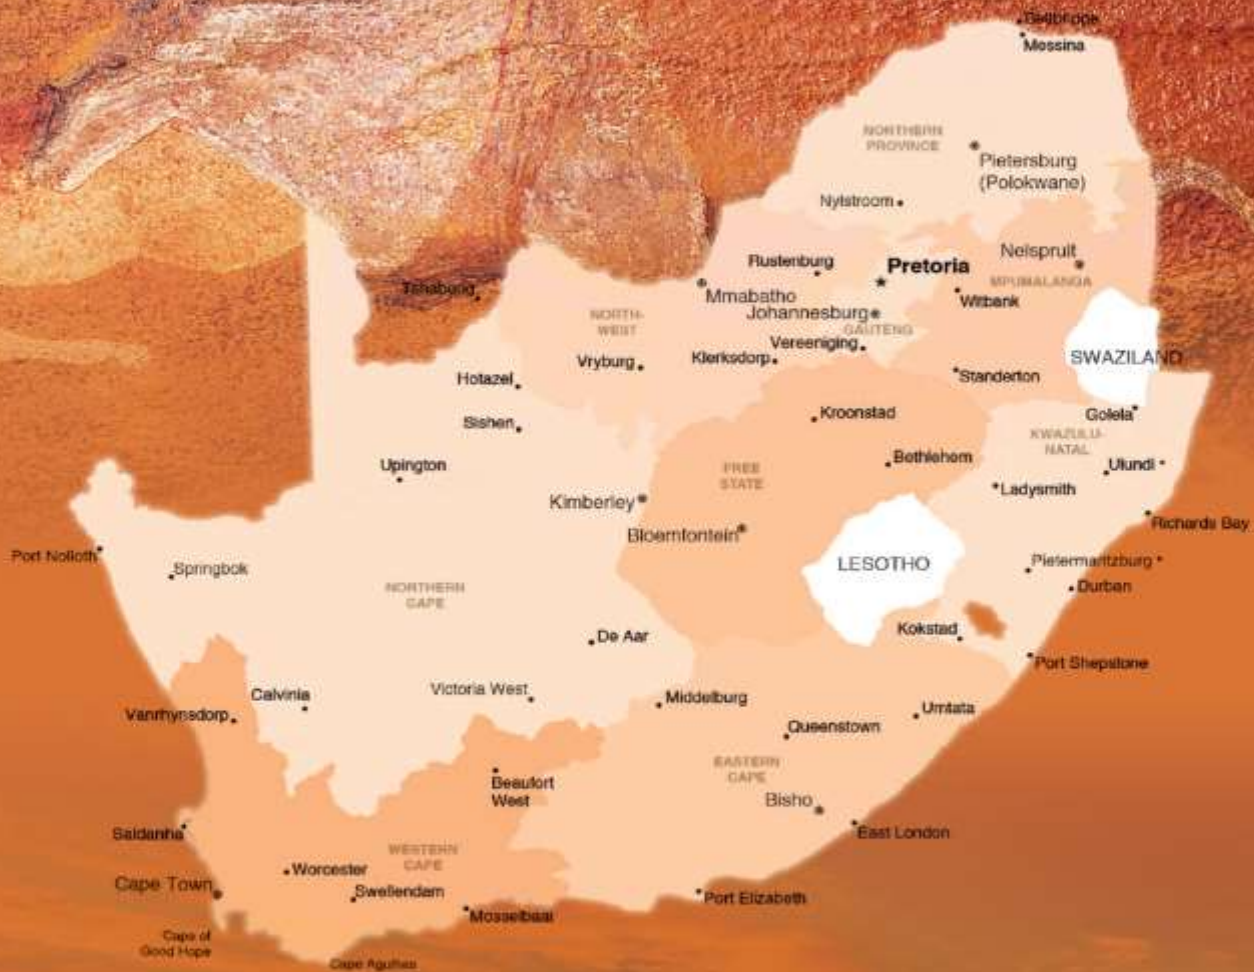 Beitbridge
Messina
NORTHERN
PROVINCE
Pietersburg
(Polokwane)
Nylstroom
Nelspruit
Rustenburg
Pretoria
MPUMALANGA
Tshabong
Mmabatho
Witbank
NORTH-
WEST
Johannesburg
GAUTENG
Vereeniging
Vryburg
Klerksdorp
SWAZILAND
Hotazel
Standerton
Golela
Kroonstad
Sishen
KWAZULU-
NATAL
Upington
Bethlehem
Ulundi
FREE
STATE
Ladysmith
Kimberley
Richards Bay
Bloemfontein
Port Nolloth
Springbok
LESOTHO
Pietermaritzburg
Durban
NORTHERN
CAPE
De Aar
Kokstad
Port Shepstone
Calvinia
Victoria West
Middelburg
Vanrhynsdorp
Umtata
Queenstown
EASTERN
CAPE
Beaufort
West
Bisho
Saldanha
East London
WESTERN
CAPE
Worcester
Cape Town
Swellendam
Port Elizabeth
Mosselbaai
Cape of
Good Hope
Cape Agulhas